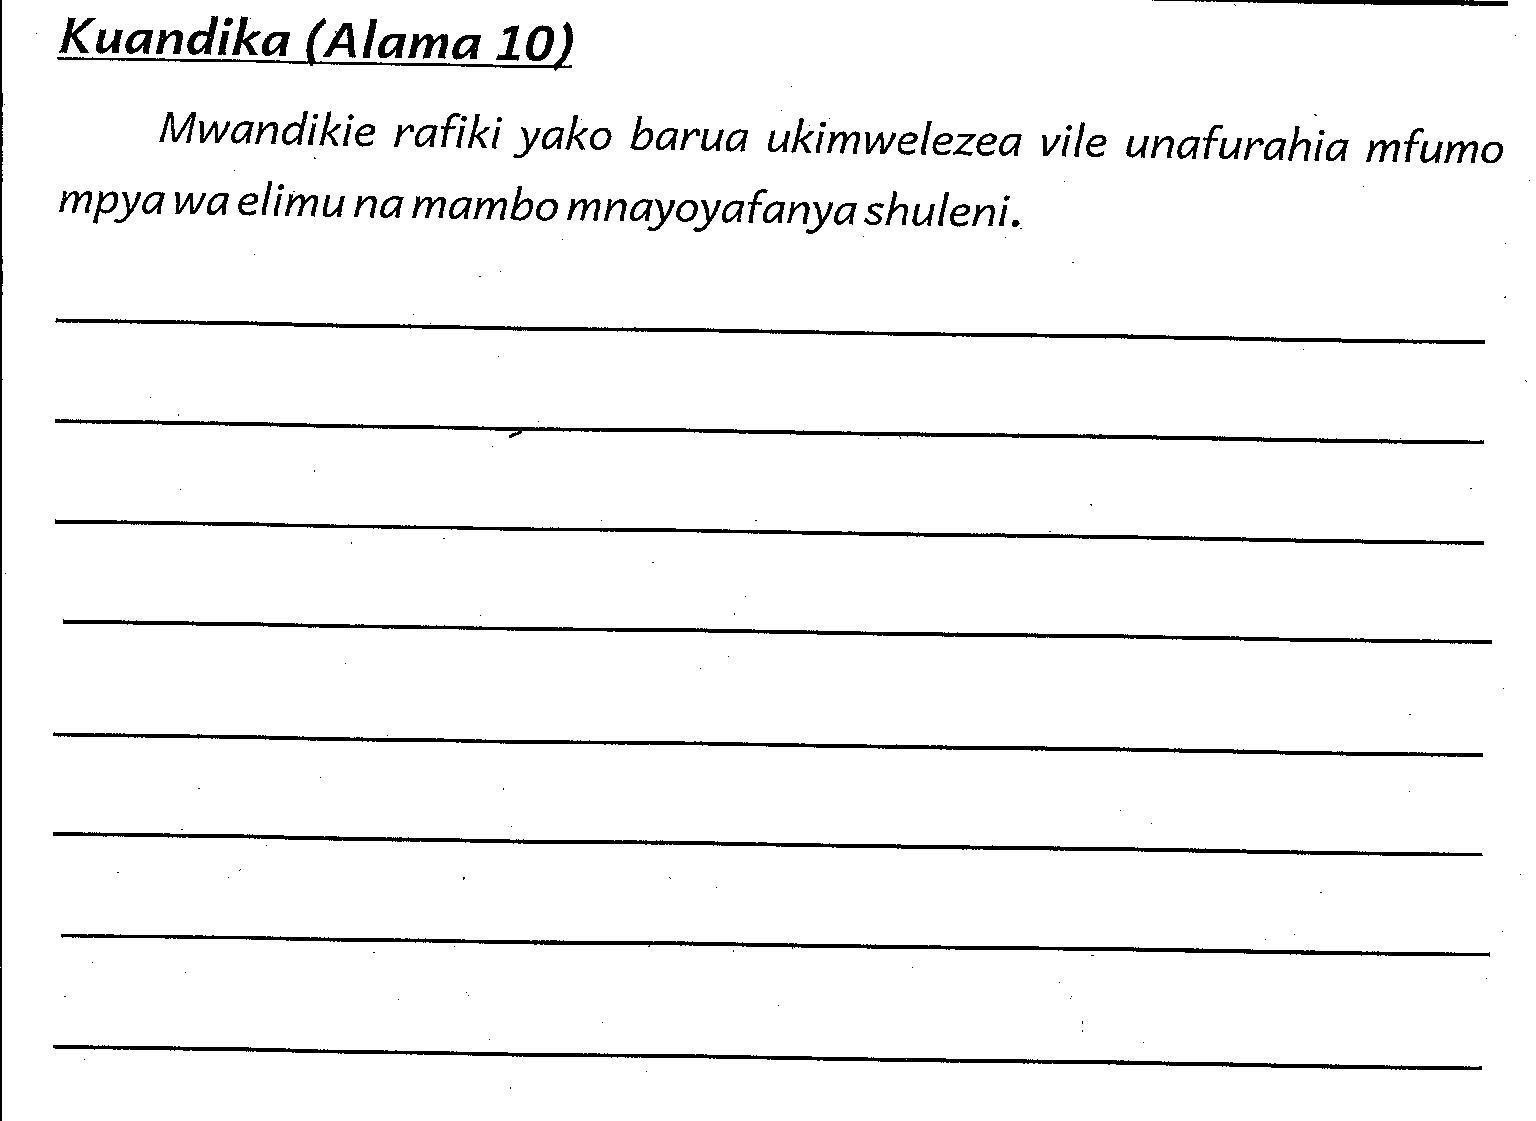 Kuandika (Alama 10)
Mwandikie rafiki yako barua ukimwelezea vile unafurahia mfumo
mpya wa elimu na mambo mnayoyafanya shuleni.